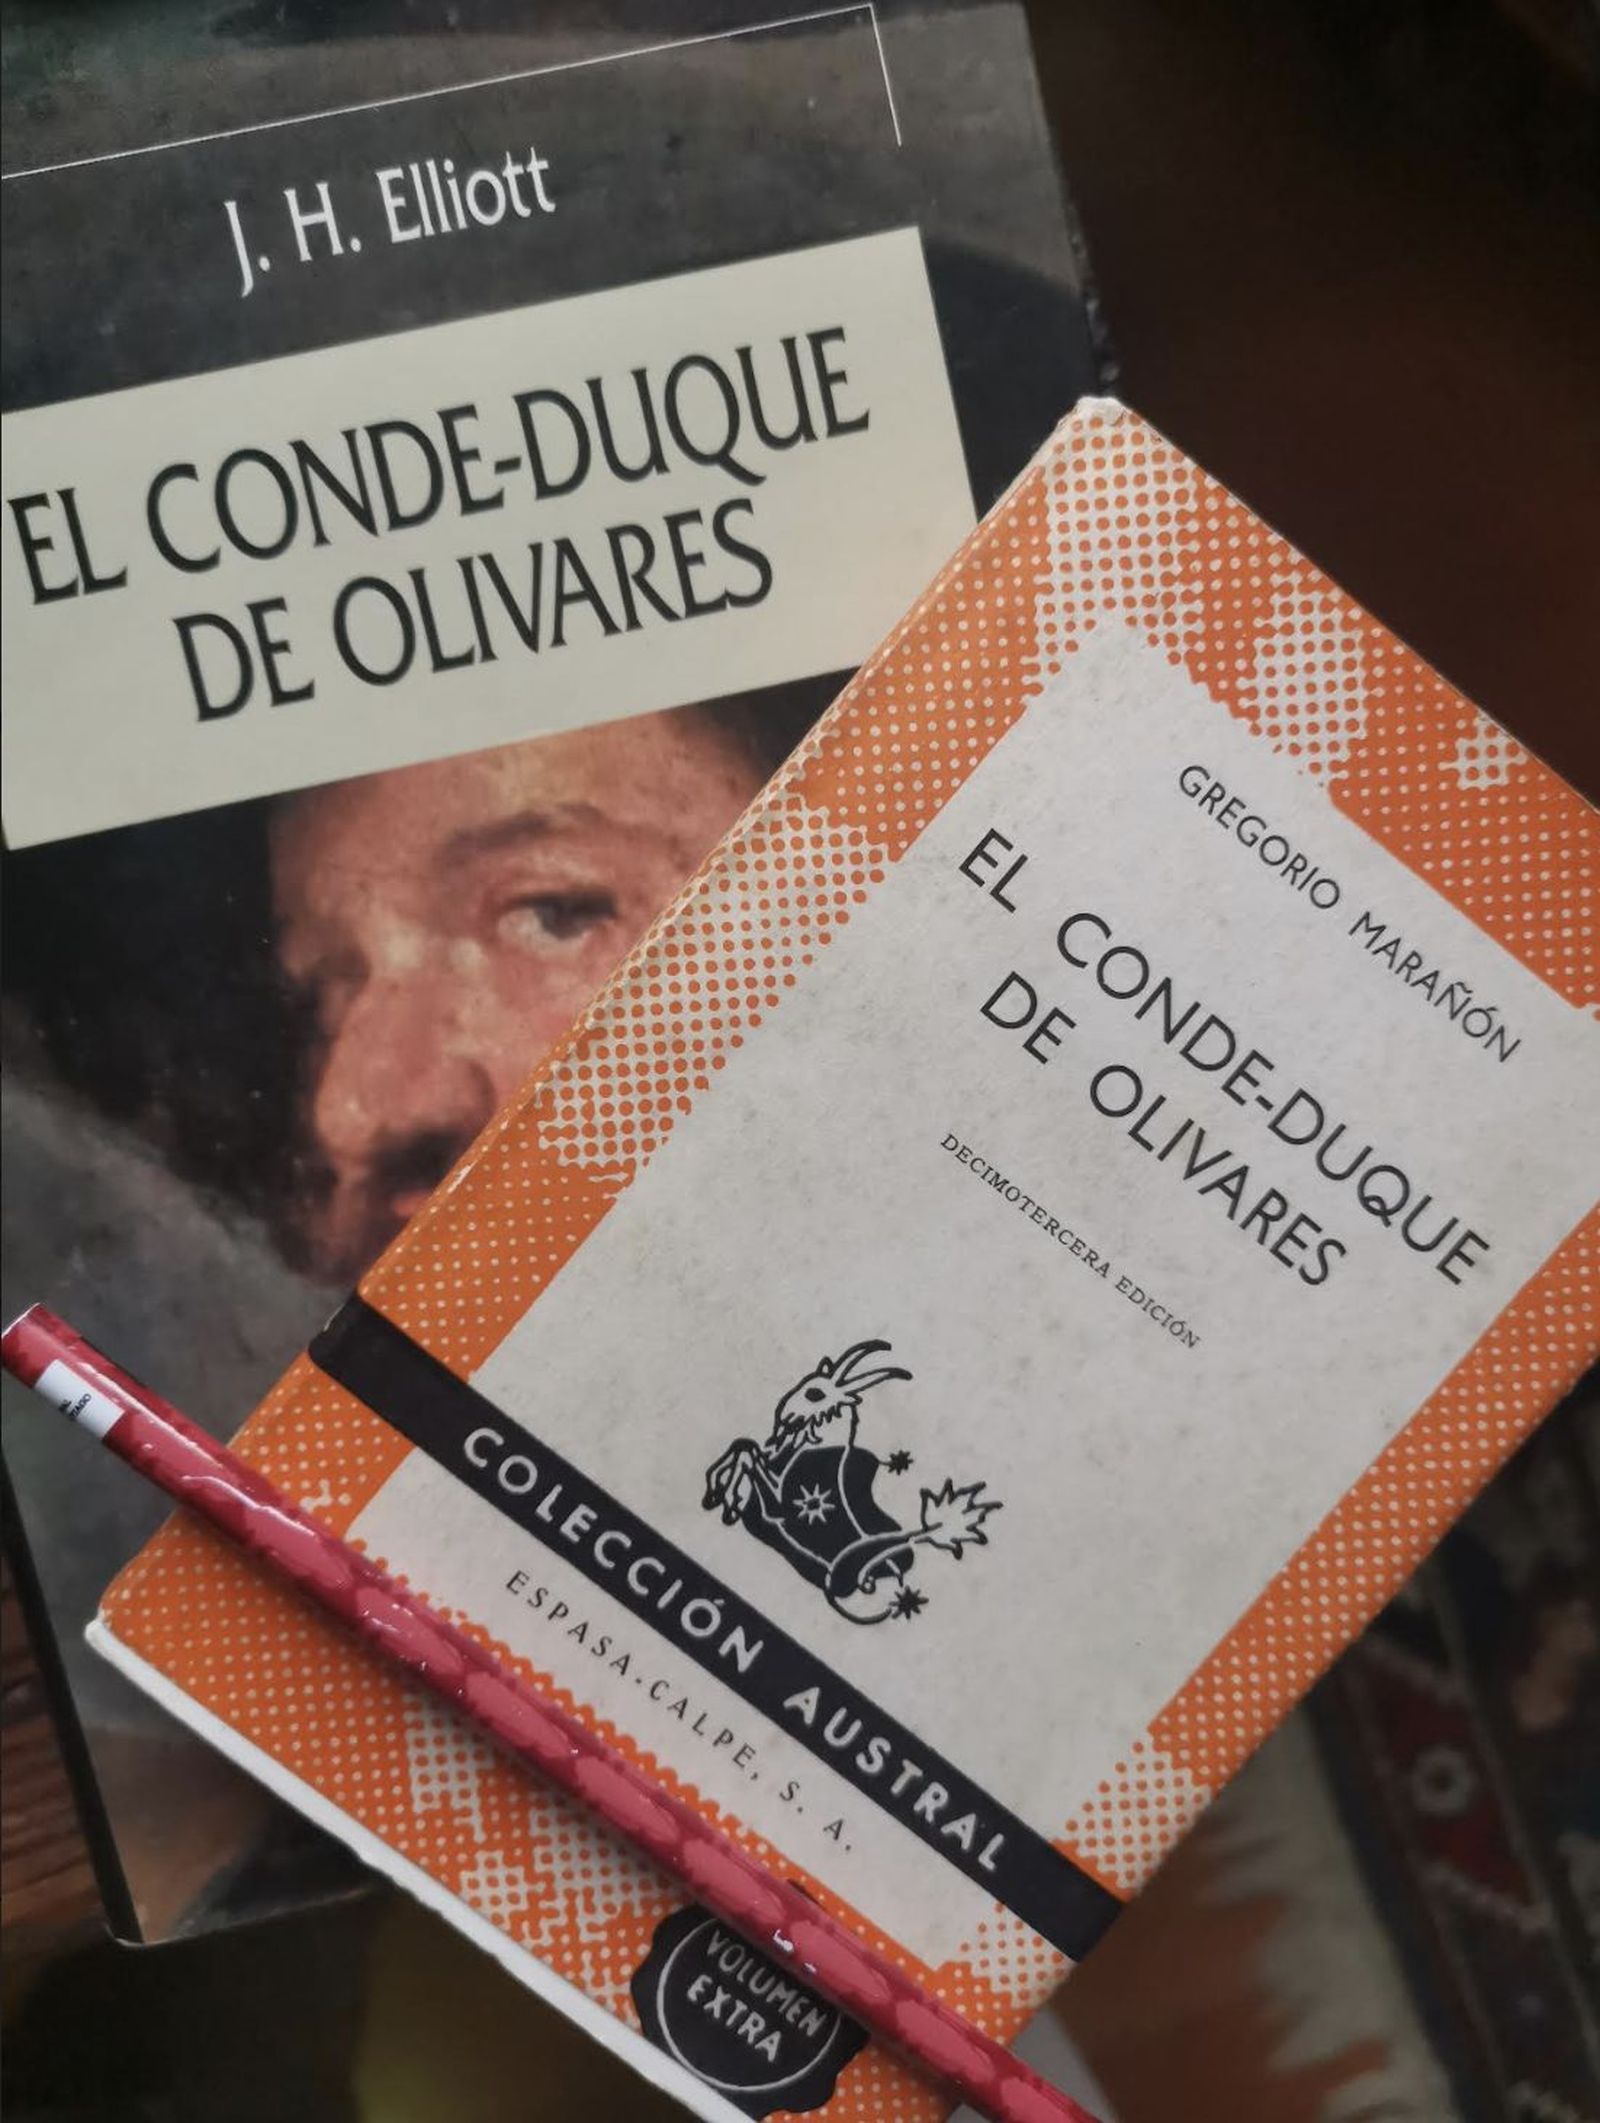 J. H. Elliott
EL CONDE-DUQUE
DE OLIVARES
GREGORIO MARAÑÓN
EL CONDE-DUQUE
DE OLIVARES
DECIMOTERCERA EDICIÓN
COLECCIÓN AUSTRAL
ESPASA-CALPE, S. A.
VOLUMEN
EXTRA